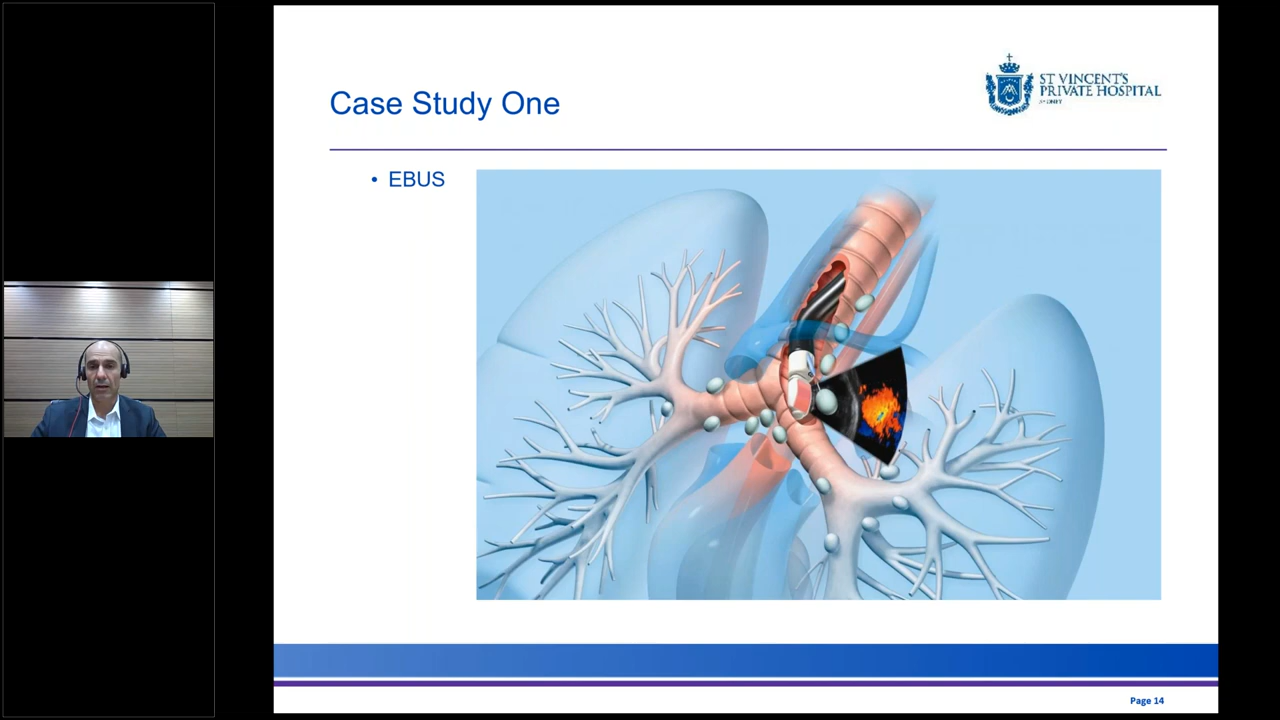 Case Study One
ST VINCENT'S
PRIVATE HOSPITAL
SYDNEY
• EBUS
Page 14